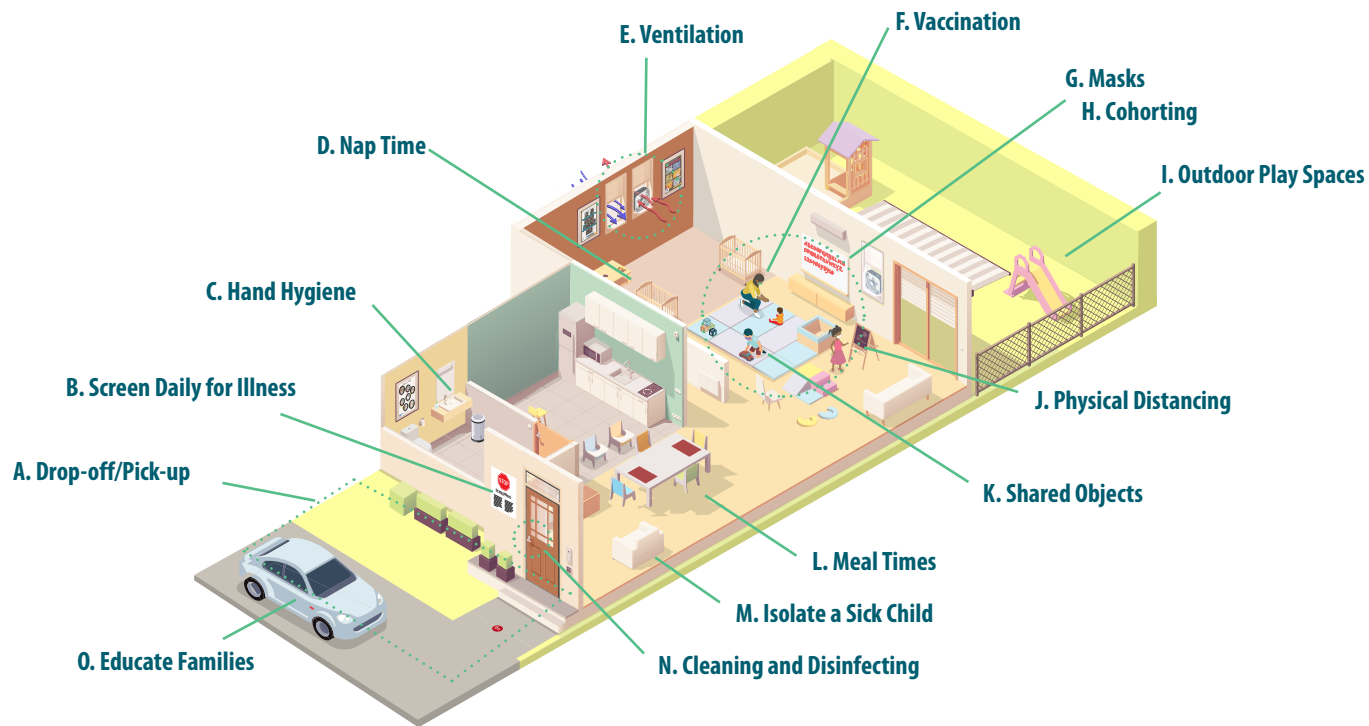 A. Drop-off/Pick-up
B. Screen Daily for Illness
C. Hand Hygiene
D. Nap Time
E. Ventilation
F. Vaccination
G. Masks
H. Cohorting
I. Outdoor Play Spaces
J. Physical Distancing
K. Shared Objects
L. Meal Times
M. Isolate a Sick Child
N. Cleaning and Disinfecting
O. Educate Families
STOP